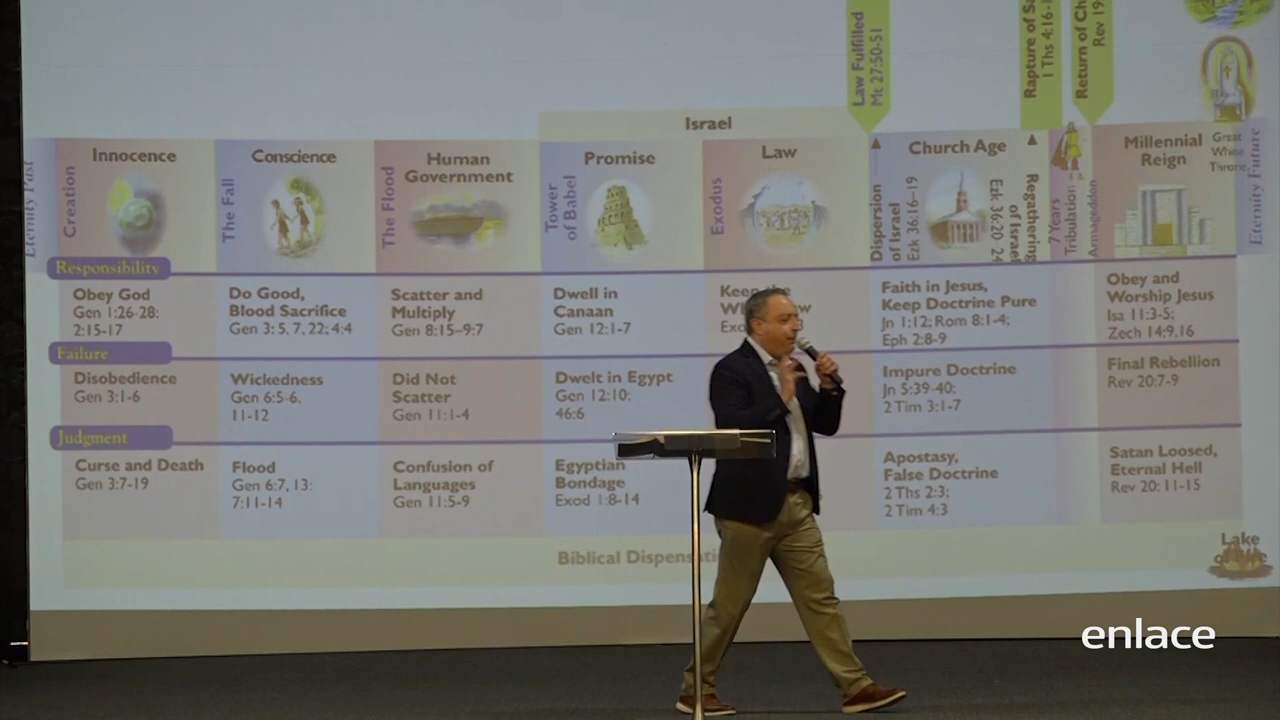 Law Fulfilled
Mt 27:50-51
Rapture of
1 Ths 4:16-
Return of
Rev 19:
Israel
Eternity Past
Creation
Innocence
The Fall
Conscience
The Flood
Human
Government
Tower
of Babel
Promise
Exodus
Law
Dispersion
of Israel
Ezk 36:16-19
Church Age
Ezk 36:20-24
Regathering
of Israel
7 Years
Tribulation
Armageddon
Millennial
Reign
Great
White
Throne
Eternity Future
Responsibility
Obey God
Gen 1:26-28;
2:15-17
Do Good,
Blood Sacrifice
Gen 3: 5, 7, 22; 4:4
Scatter and
Multiply
Gen 8:15–9:7
Dwell in
Canaan
Gen 12:1-7
Keep
Faith in Jesus,
Keep Doctrine Pure
Jn 1:12; Rom 8:1-4;
Eph 2:8-9
Obey and
Worship Jesus
Isa 11:3-5;
Zech 14:9,16
Failure
Disobedience
Gen 3:1-6
Wickedness
Gen 6:5-6,
11-12
Did Not
Scatter
Gen 11:1-4
Dwelt in Egypt
Gen 12:10;
46:6
Impure Doctrine
Jn 5:39-40;
2 Tim 3:1-7
Final Rebellion
Rev 20:7-9
Judgment
Curse and Death
Gen 3:7-19
Flood
Gen 6:7, 13;
7:11-14
Confusion of
Languages
Gen 11:5-9
Egyptian
Bondage
Exod 1:8-14
Apostasy,
False Doctrine
2 Ths 2:3;
2 Tim 4:3
Satan Loosed,
Eternal Hell
Rev 20: 11-15
Biblical Dispensati
Lake
enlace